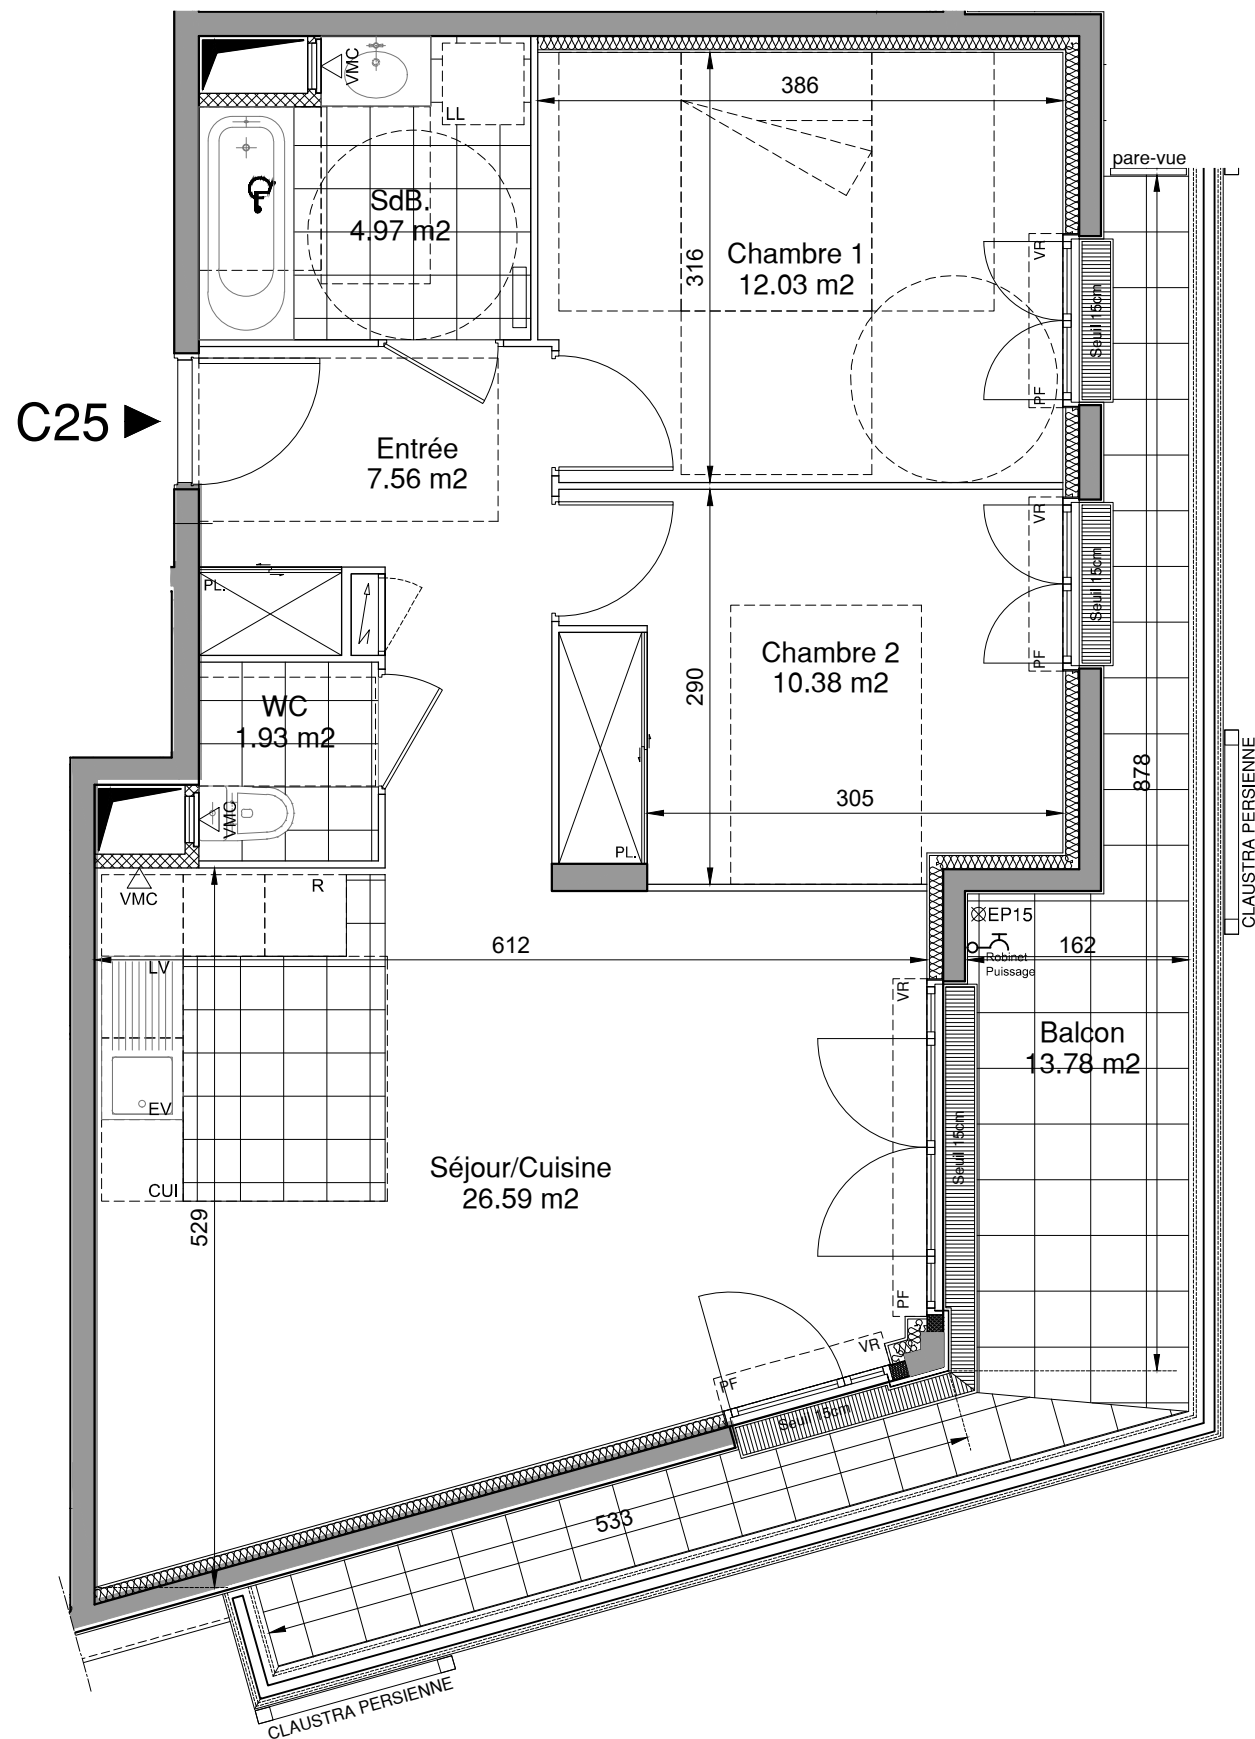 VMC
LL
386
pare-vue
SdB.
4.97 m2
Chambre 1
12.03 m2
316
VR
Seuil 15cm
PF
C25
Entrée
7.56 m2
VR
Seuil 15cm
PF
PL.
Chambre 2
10.38 m2
290
WC
1.93 m2
VMC
305
878
CLAUSTRA PERSIENNE
PL.
VMC
R
EP15
612
162
Robinet
Puissage
LV
VR
Balcon
13.78 m2
EV
Seuil 15cm
Séjour/Cuisine
26.59 m2
CUI
529
PF
VR
PF
Seuil 15cm
533
CLAUSTRA PERSIENNE